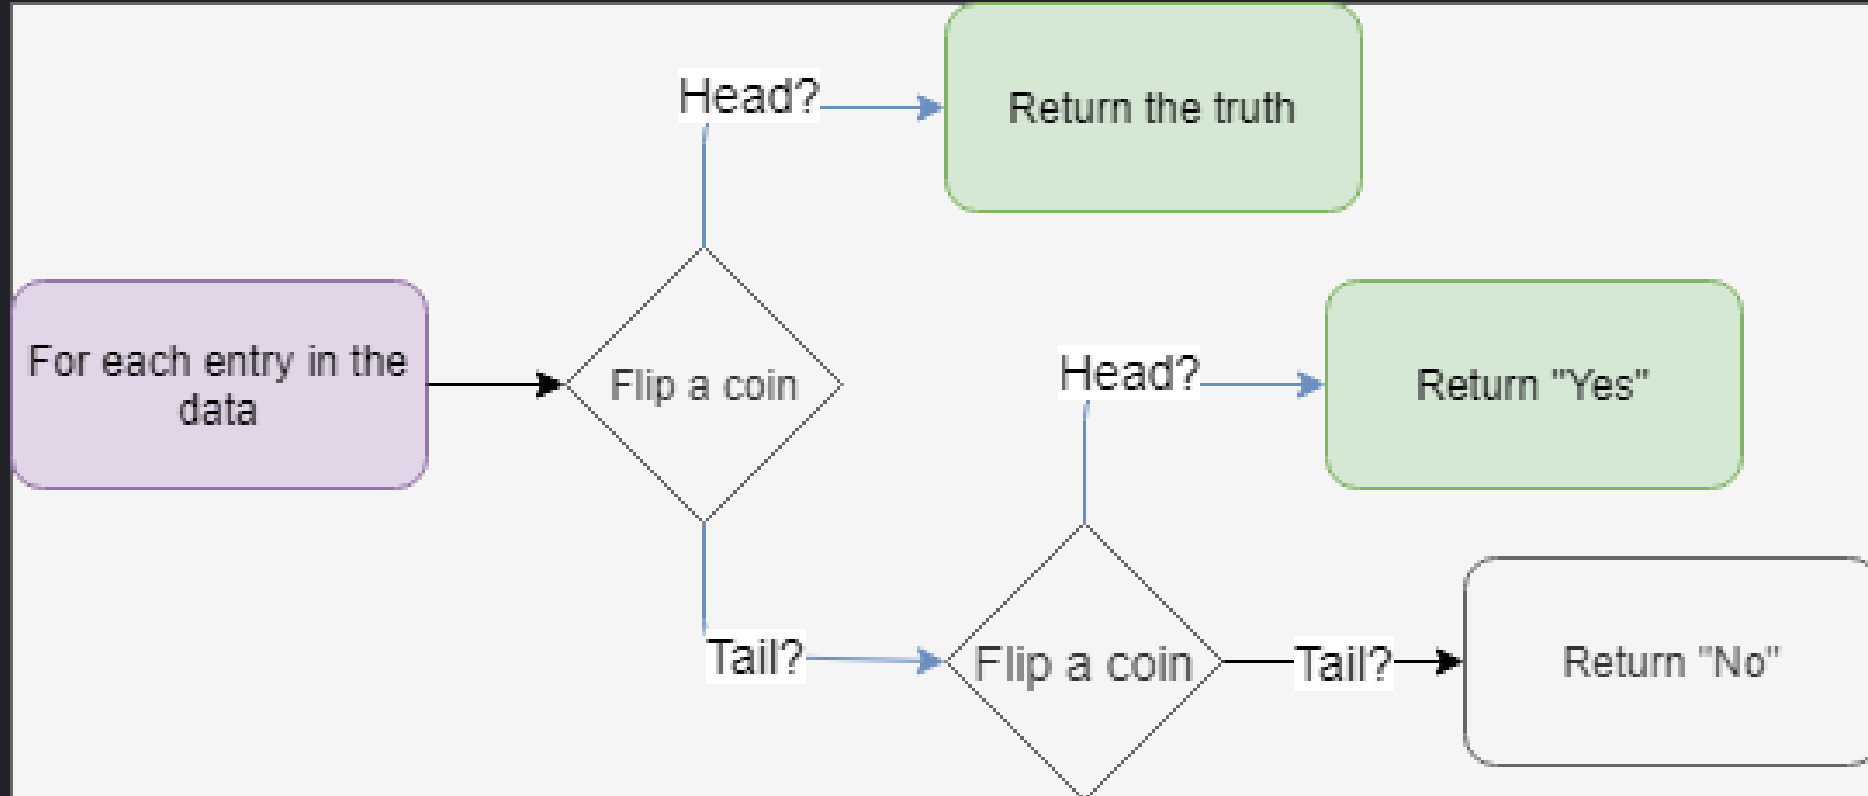 Head?
Return the truth
For each entry in the
data
Flip a coin
Head?
Return "Yes"
Tail?
Flip a coin
Tail?
Return "No"